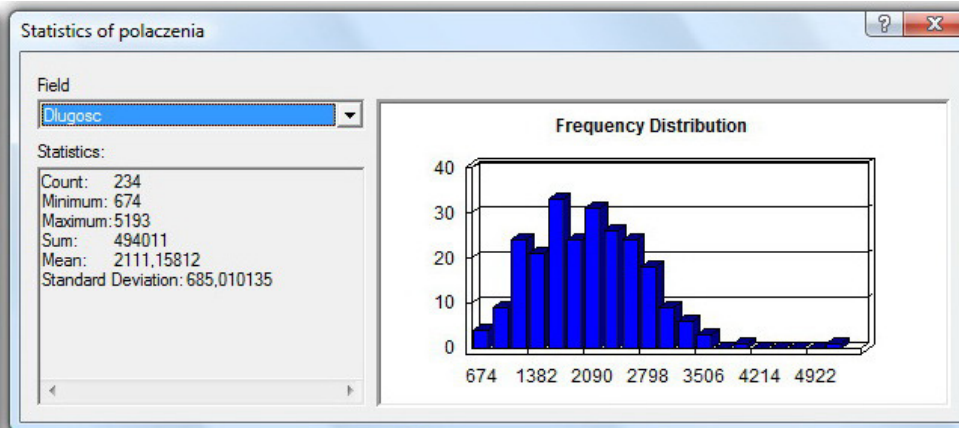 Statistics of polaczenia
?
Field
Dlugosc
Statistics:
Count: 234
Minimum: 674
Maximum: 5193
Sum: 494011
Mean: 2111,15812
Standard Deviation: 685,010135
Frequency Distribution
40
30
20
10
0
674 1382 2090 2798 3506 4214 4922